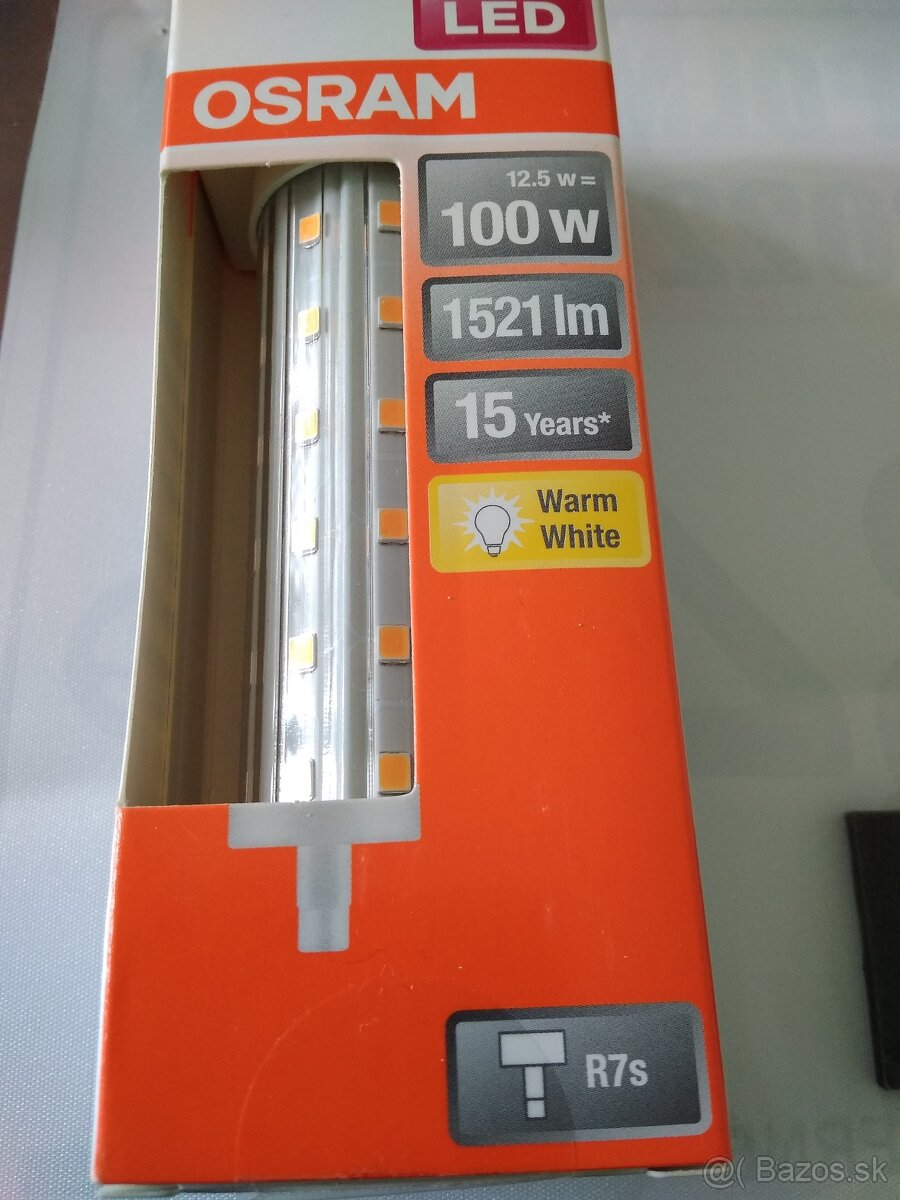 LED
OSRAM
12.5 W =
100 W
1521 lm
15 Years*
Warm
White
R7s
@( Bazos.sk